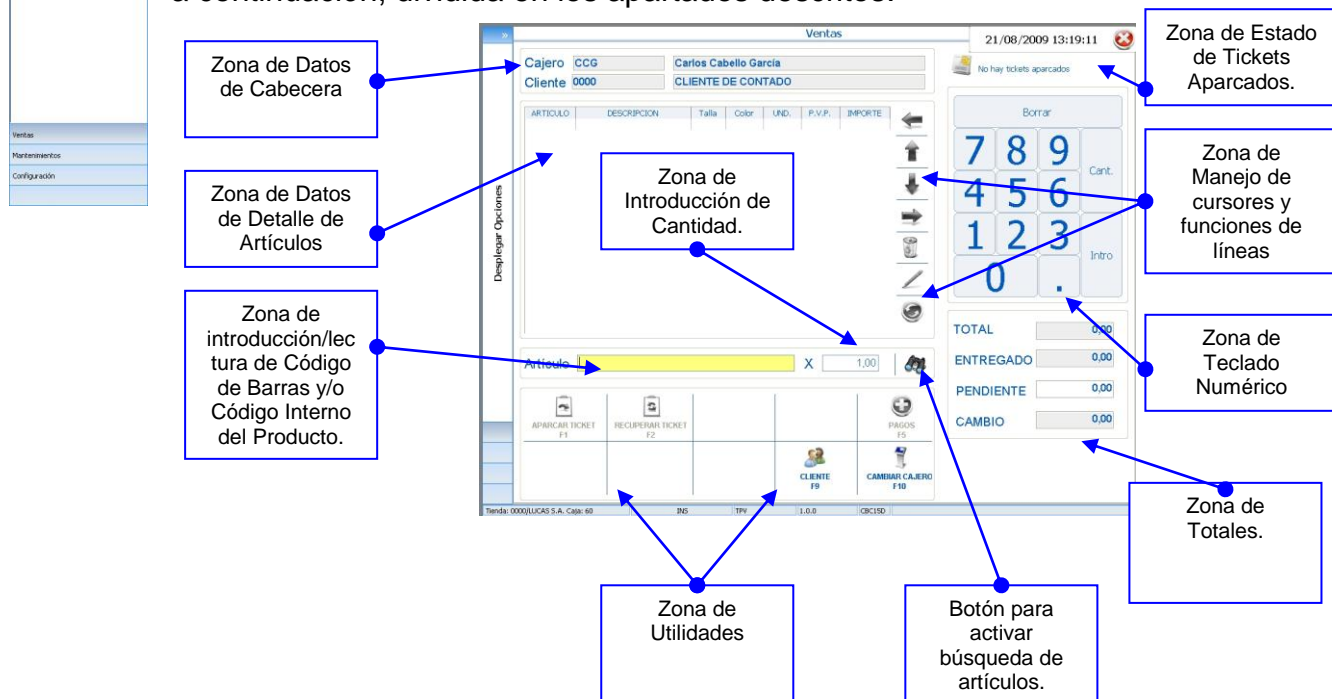 a continuación, dividida en los apartados descritos:
Ventas
Mantenimientos
Configuración
Zona de Datos
de Cabecera
Zona de Datos
de Detalle de
Artículos
Zona de
introducción/lec
tura de Código
de Barras y/o
Código Interno
del Producto.
»
Ventas
21/08/2009 13:19:11
Cajero CCG Carlos Cabello García
Cliente 0000 CLIENTE DE CONTADO
No hay tickets aparcados
Desplegar Opciones
ARTICULO DESCRIPCION Talla Color UND. P.V.P. IMPORTE
Zona de
Introducción de
Cantidad.
Borrar
7 8 9
Cant.
4 5 6
1 2 3
Intro
0 .
TOTAL 0,00
ENTREGADO 0,00
PENDIENTE 0,00
CAMBIO 0,00
Artículo X 1,00
APARCAR TICKET
F1
RECUPERAR TICKET
F2
PAGOS
F5
CLIENTE
F9
CAMBIAR CAJERO
F10
Tienda: 0000/LUCAS S.A. Caja: 60 INS TPV 1.0.0 CBC15D
Zona de Estado
de Tickets
Aparcados.
Zona de
Manejo de
cursores y
funciones de
líneas
Zona de
Teclado
Numérico
Zona de
Totales.
Zona de
Utilidades
Botón para
activar
búsqueda de
artículos.